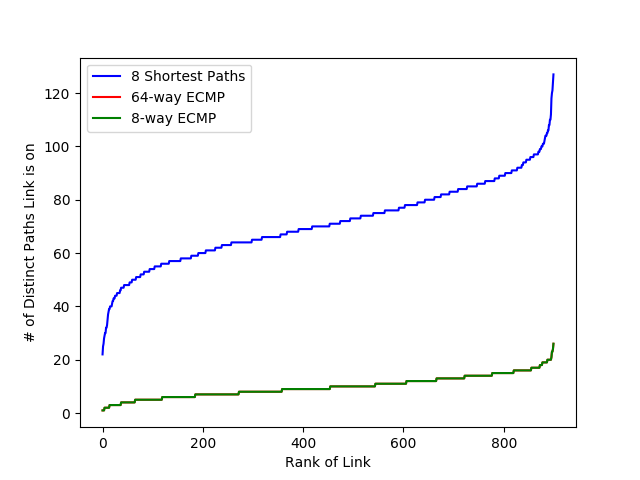 8 Shortest Paths
64-way ECMP
8-way ECMP
# of Distinct Paths Link is on
120
100
80
60
40
20
0
0 200 400 600 800
Rank of Link